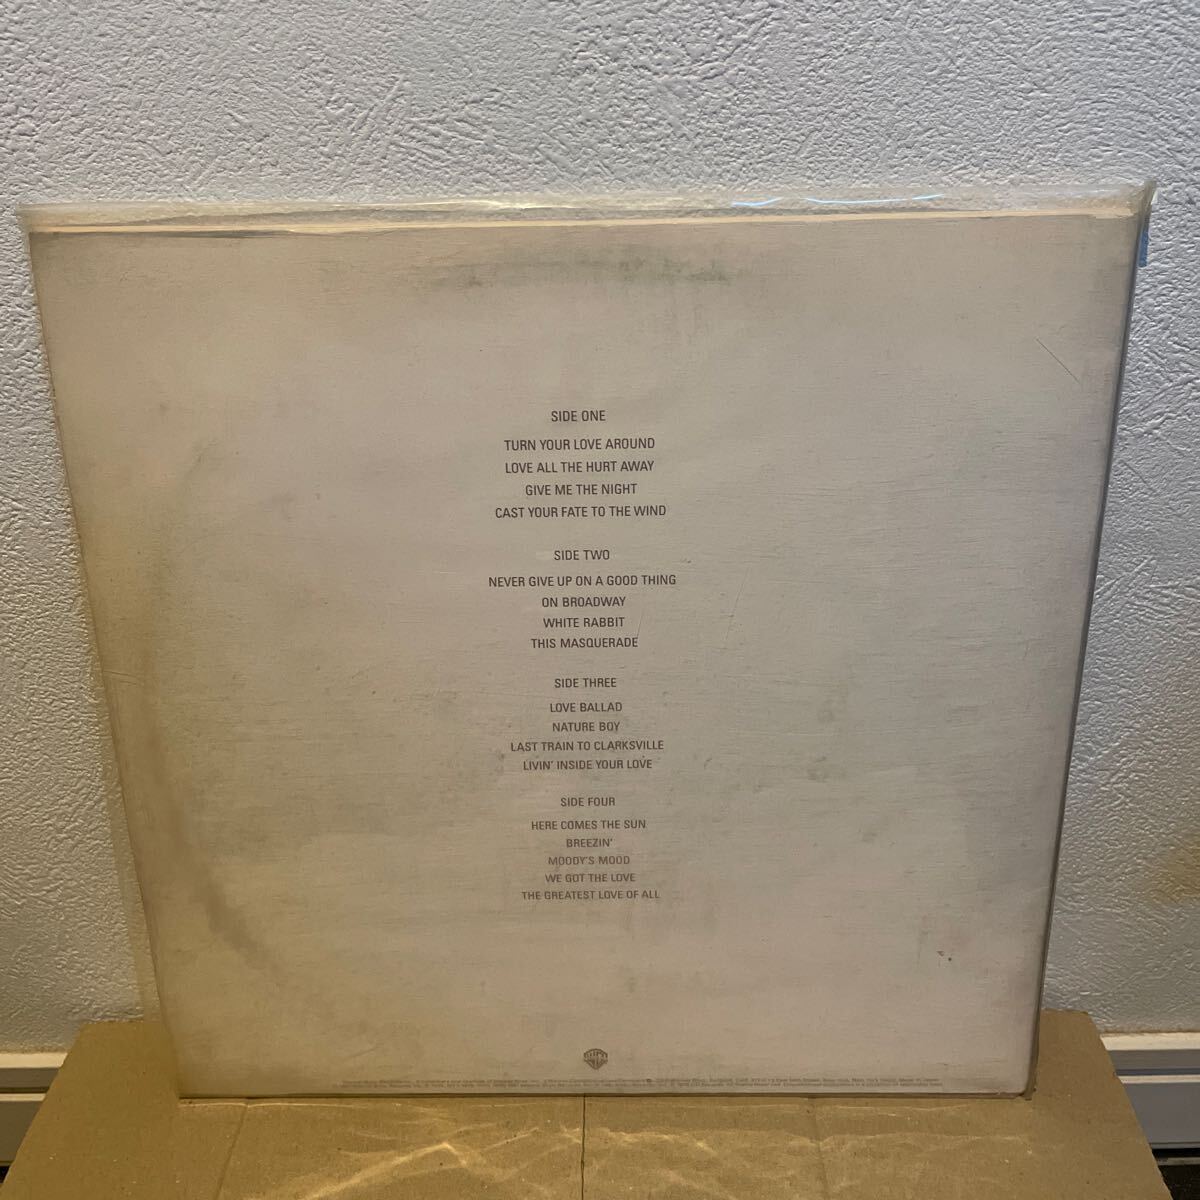 SIDE ONE
TURN YOUR LOVE AROUND
LOVE ALL THE HURT AWAY
GIVE ME THE NIGHT
CAST YOUR FATE TO THE WIND
SIDE TWO
NEVER GIVE UP ON A GOOD THING
ON BROADWAY
WHITE RABBIT
THIS MASQUERADE
SIDE THREE
LOVE BALLAD
NATURE BOY
LAST TRAIN TO CLARKSVILLE
LIVIN' INSIDE YOUR LOVE
SIDE FOUR
HERE COMES THE SUN
BREEZIN'
MOODY'S MOOD
WE GOT THE LOVE
THE GREATEST LOVE OF ALL